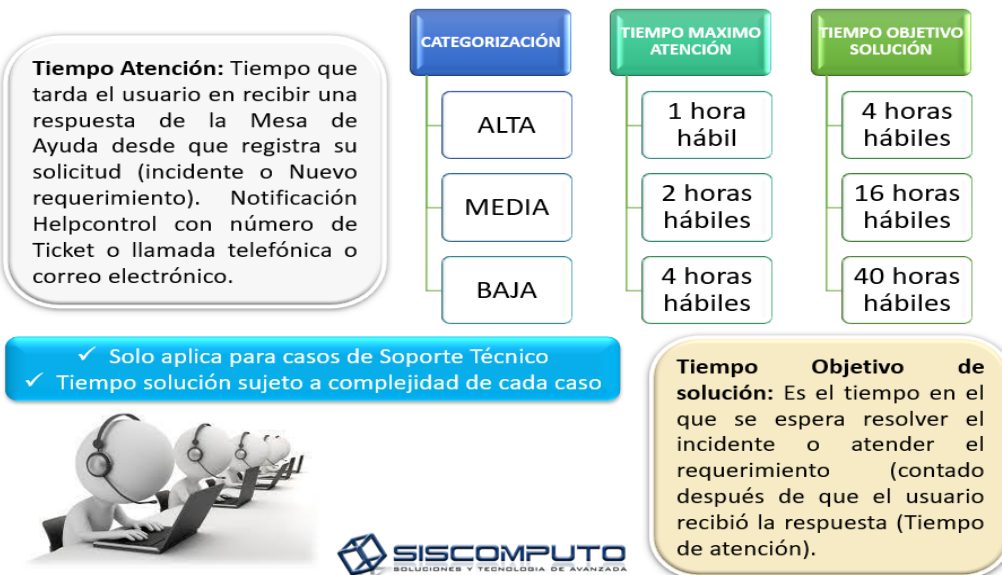 Tiempo Atención: Tiempo que
tarda el usuario en recibir una
respuesta de la Mesa de
Ayuda desde que registra su
solicitud (incidente o Nuevo
requerimiento). Notificación
Helpcontrol con número de
Ticket o llamada telefónica o
correo electrónico.
CATEGORIZACIÓN
ALTA
MEDIA
BAJA
TIEMPO MAXIMO
ATENCIÓN
1 hora
hábil
2 horas
hábiles
4 horas
hábiles
TIEMPO OBJETIVO
SOLUCIÓN
4 horas
hábiles
16 horas
hábiles
40 horas
hábiles
✓ Solo aplica para casos de Soporte Técnico
✓ Tiempo solución sujeto a complejidad de cada caso
Tiempo Objetivo de
solución: Es el tiempo en el
que se espera resolver el
incidente o atender el
requerimiento (contado
después de que el usuario
recibió la respuesta (Tiempo
de atención).
SISCOMPUTO
SOLUCIONES Y TECNOLOGIA DE AVANZADA